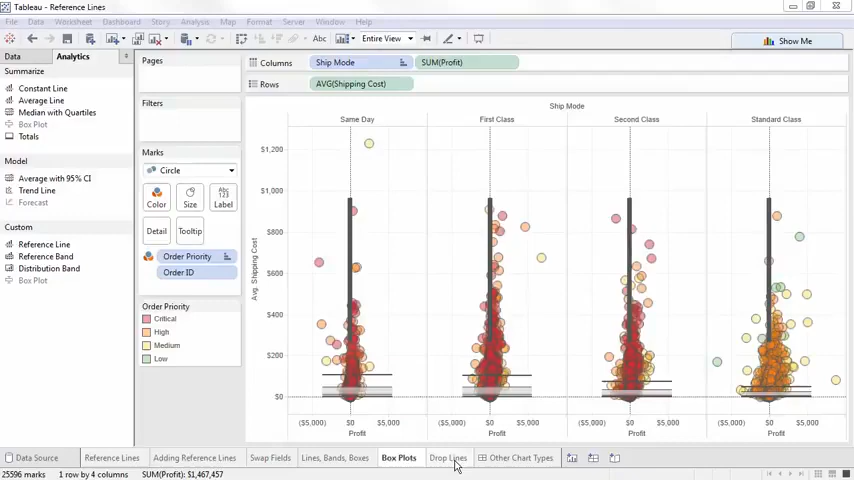 Tableau - Reference Lines
File Data Worksheet Dashboard Story Analysis Map Format Server Window Help
Abc Entire View Show Me
Data Analytics
Summarize
Constant Line
Average Line
Median with Quartiles
Box Plot
Totals
Model
Average with 95% CI
Trend Line
Forecast
Custom
Reference Line
Reference Band
Distribution Band
Box Plot
Pages
Filters
Marks
Circle
Color Size Abc 123 Label
Detail Tooltip
Order Priority
Order ID
Order Priority
Critical
High
Medium
Low
Columns Ship Mode SUM(Profit)
Rows AVG(Shipping Cost)
Ship Mode
Same Day First Class Second Class Standard Class
Avg. Shipping Cost
$1,200
$1,000
$800
$600
$400
$200
$0
($5,000) $0 $5,000 ($5,000) $0 $5,000 ($5,000) $0 $5,000 ($5,000) $0 $5,000
Profit Profit Profit Profit
Data Source Reference Lines Adding Reference Lines Swap Fields Lines, Bands, Boxes Box Plots Drop Lines Other Chart Types
25596 marks 1 row by 4 columns SUM(Profit): $1,467,457